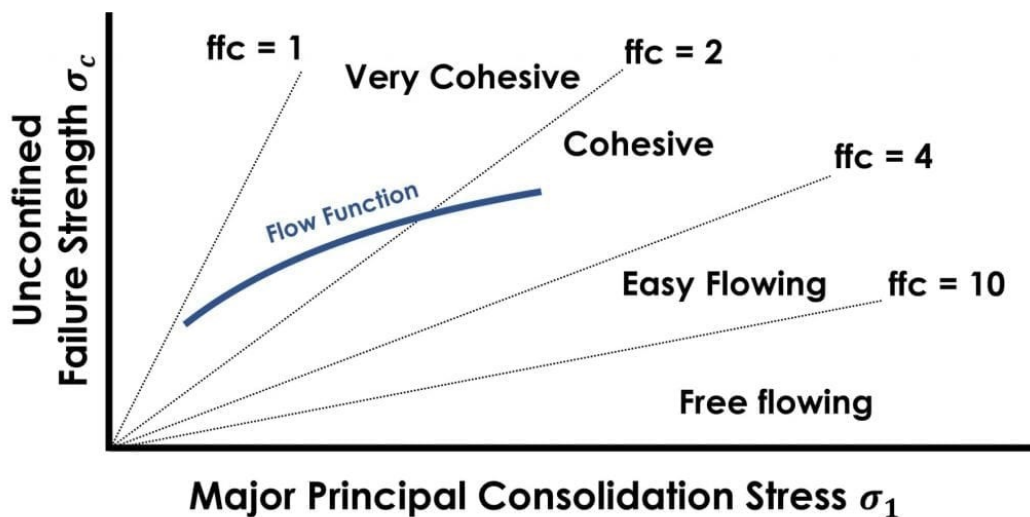 ffc = 1
Very Cohesive
ffc = 2
Cohesive
ffc = 4
Flow Function
Easy Flowing
ffc = 10
Free flowing
Unconfined
Failure Strength σc
Major Principal Consolidation Stress σ1